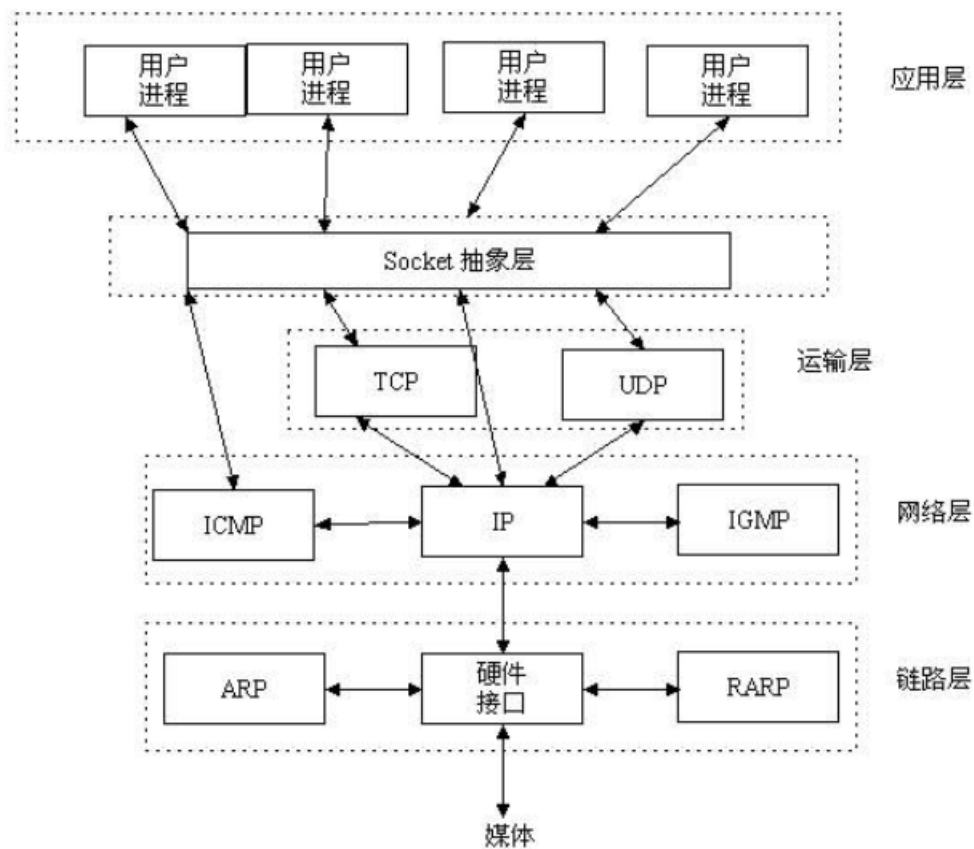 用户
进程
用户
进程
用户
进程
用户
进程
应用层
Socket 抽象层
运输层
TCP
UDP
网络层
ICMP
IP
IGMP
链路层
ARP
硬件
接口
RARP
媒体